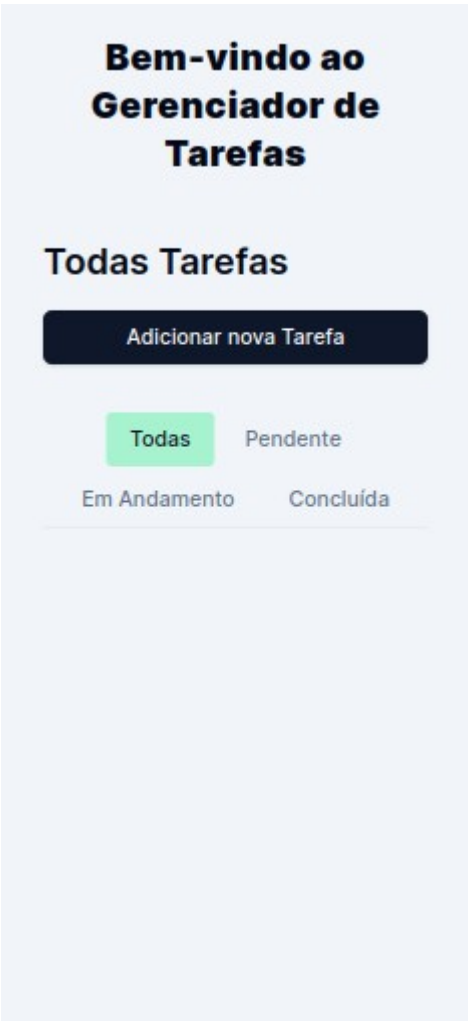 Bem-vindo ao
Gerenciador de
Tarefas
Todas Tarefas
Adicionar nova Tarefa
Todas Pendente
Em Andamento Concluída